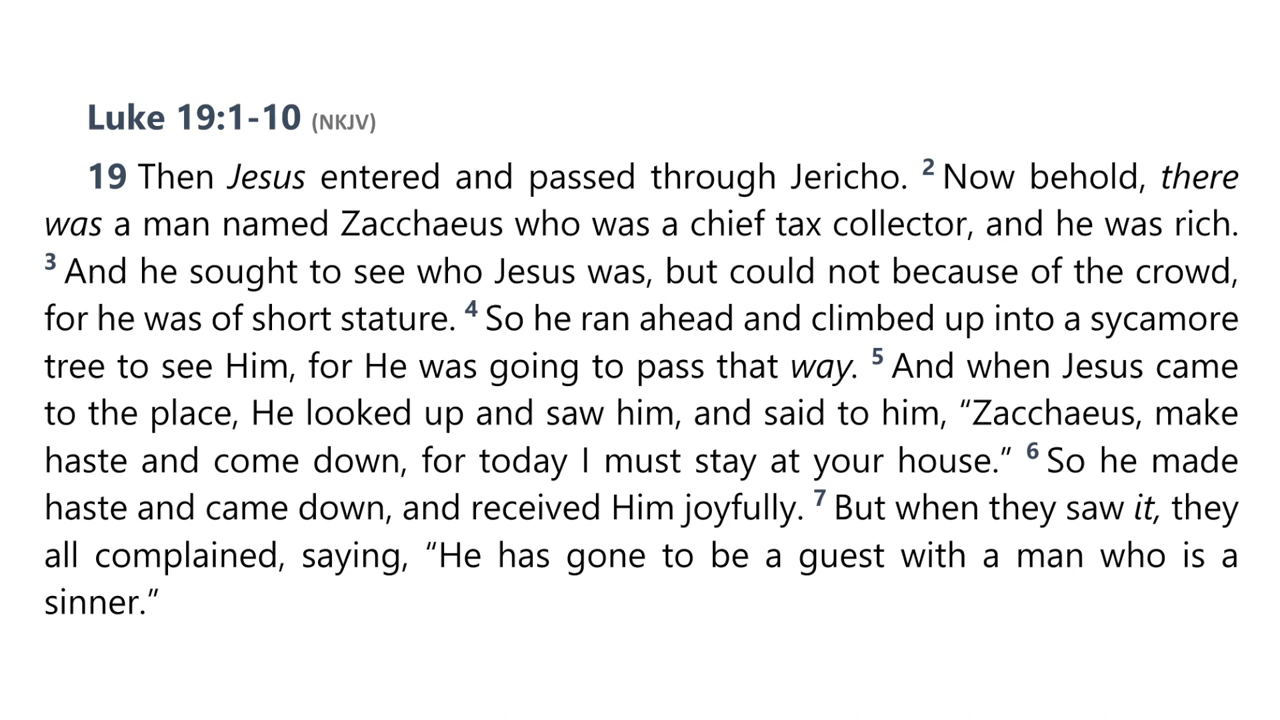 Luke 19:1-10 (NKJV)
19 Then Jesus entered and passed through Jericho. 2 Now behold, there
was a man named Zacchaeus who was a chief tax collector, and he was rich.
3 And he sought to see who Jesus was, but could not because of the crowd,
for he was of short stature. 4 So he ran ahead and climbed up into a sycamore
tree to see Him, for He was going to pass that way. 5 And when Jesus came
to the place, He looked up and saw him, and said to him, “Zacchaeus, make
haste and come down, for today I must stay at your house.” 6 So he made
haste and came down, and received Him joyfully. 7 But when they saw it, they
all complained, saying, “He has gone to be a guest with a man who is a
sinner.”